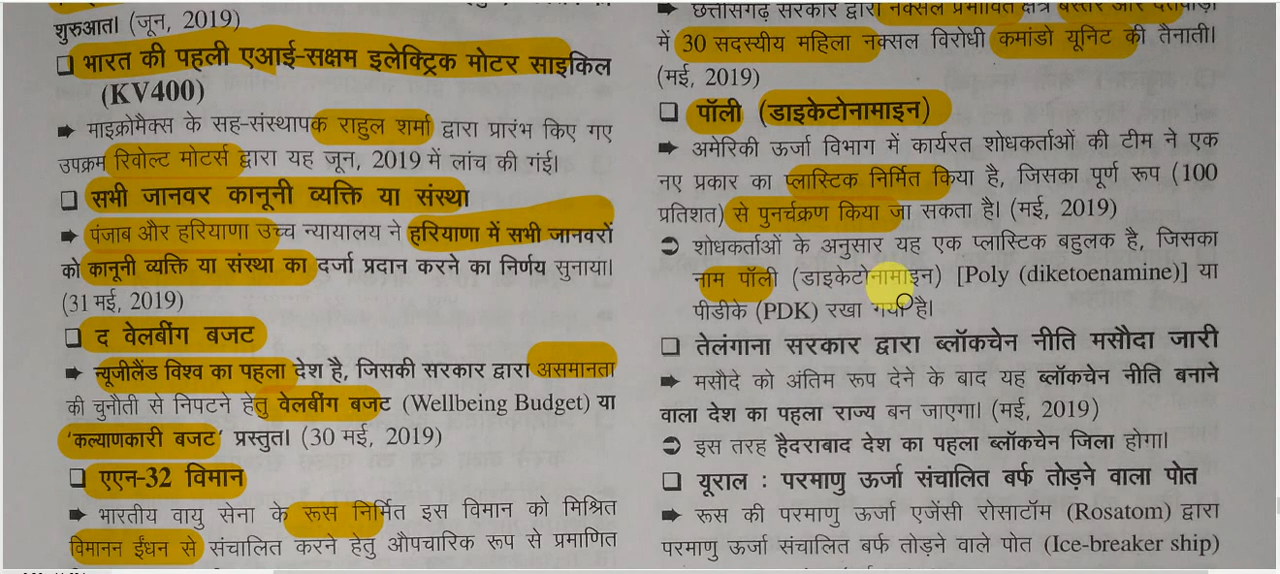 शुरुआत। (जून, 2019)
❑ भारत की पहली एआई-सक्षम इलेक्ट्रिक मोटर साइकिल
(KV400)
➡ माइक्रोमैक्स के सह-संस्थापक राहुल शर्मा द्वारा प्रारंभ किए गए
उपक्रम रिवोल्ट मोटर्स द्वारा यह जून, 2019 में लांच की गंई।
❑ सभी जानवर कानूनी व्यक्ति या संस्था
➡ पंजाब और हरियाणा उच्च न्यायालय ने हरियाणा में सभी जानवरों
को कानूनी व्यक्ति या संस्था का दर्जा प्रदान करने का निर्णय सुनाया।
(31 मई, 2019)
❑ द वेलबींग बजट
➡ न्यूजीलैंड विश्व का पहला देश है, जिसकी सरकार द्वारा असमानता
की चुनौती से निपटने हेतु वेलबींग बजट (Wellbeing Budget) या
'कल्याणकारी बजट' प्रस्तुत। (30 मई, 2019)
❑ एएन-32 विमान
➡ भारतीय वायु सेना के रूस निर्मित इस विमान को मिश्रित
विमानन ईंधन से संचालित करने हेतु औपचारिक रूप से प्रमाणित
➡ छत्तीसगढ़ सरकार द्वारा नक्सल प्रभावित क्षेत्र बस्तर और दंतेवाड़ा
में 30 सदस्यीय महिला नक्सल विरोधी कमांडो यूनिट की तैनाती।
(मई, 2019)
❑ पॉली (डाइकेटोनामाइन)
➡ अमेरिकी ऊर्जा विभाग में कार्यरत शोधकर्ताओं की टीम ने एक
नए प्रकार का प्लास्टिक निर्मित किया है, जिसका पूर्ण रूप (100
प्रतिशत) से पुनर्चक्रण किया जा सकता है। (मई, 2019)
➲ शोधकर्ताओं के अनुसार यह एक प्लास्टिक बहुलक है, जिसका
नाम पॉली (डाइकेटोनामाइन) [Poly (diketoenamine)] या
पीडीके (PDK) रखा गया है।
❑ तेलंगाना सरकार द्वारा ब्लॉकचेन नीति मसौदा जारी
➡ मसौदे को अंतिम रूप देने के बाद यह ब्लॉकचेन नीति बनाने
वाला देश का पहला राज्य बन जाएगा। (मई, 2019)
➲ इस तरह हैदराबाद देश का पहला ब्लॉकचेन जिला होगा।
❑ यूराल : परमाणु ऊर्जा संचालित बर्फ तोड़ने वाला पोत
➡ रूस की परमाणु ऊर्जा एजेंसी रोसाटॉम (Rosatom) द्वारा
परमाणु ऊर्जा संचालित बर्फ तोड़ने वाले पोत (Ice-breaker ship)